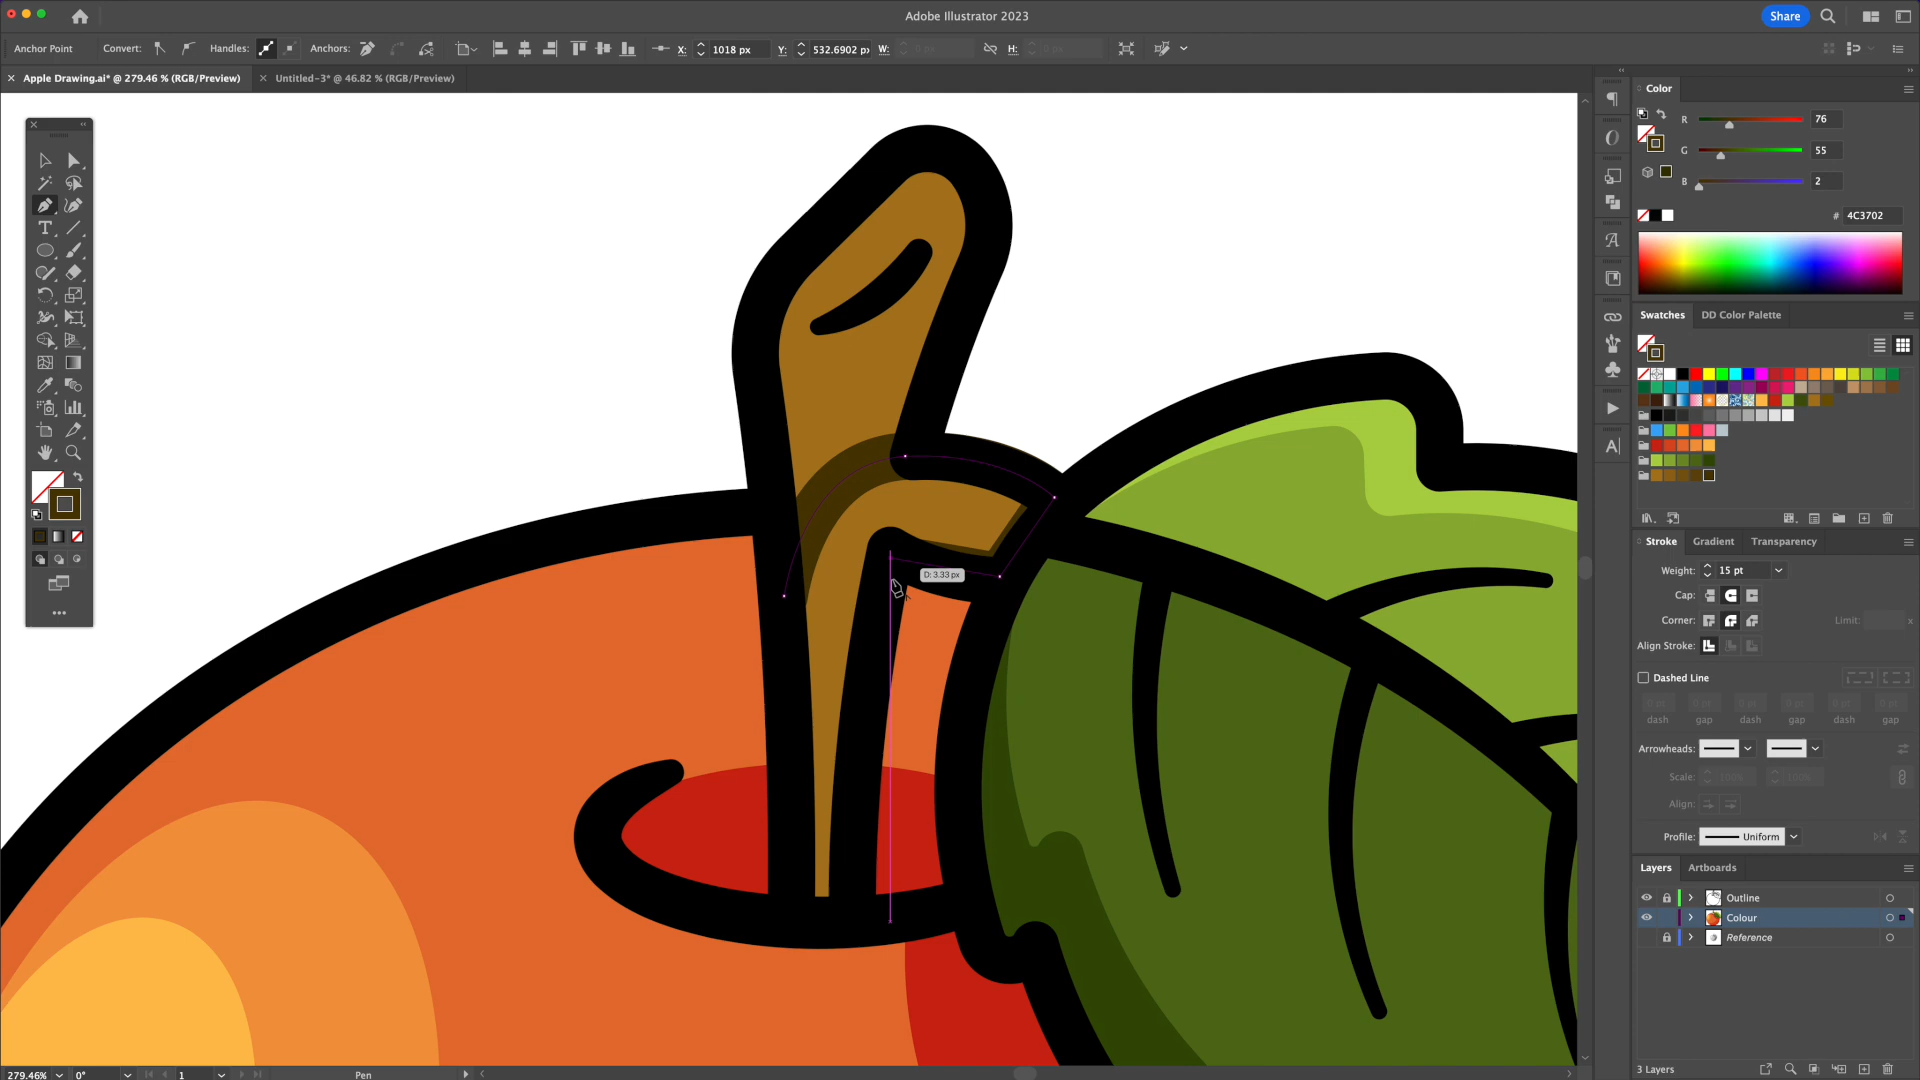 Adobe Illustrator 2023
Share
Anchor Point
Convert:
Handles:
Anchors:
X:
1018 px
Y:
532.6902 px
W:
H:
Apple Drawing.ai* @ 279.46 % (RGB/Preview)
Untitled-3* @ 46.82 % (RGB/Preview)
Color
R
76
G
55
B
2
#
4C3702
Swatches
DD Color Palette
D: 3.33 px
Stroke
Gradient
Transparency
Weight:
15 pt
Cap:
Corner:
Limit:
x
Align Stroke:
Dashed Line
dash
gap
dash
gap
dash
gap
Arrowheads:
Scale:
100%
100%
Align:
Profile:
Uniform
Layers
Artboards
Outline
Colour
Reference
3 Layers
279.46%
0°
1
Pen